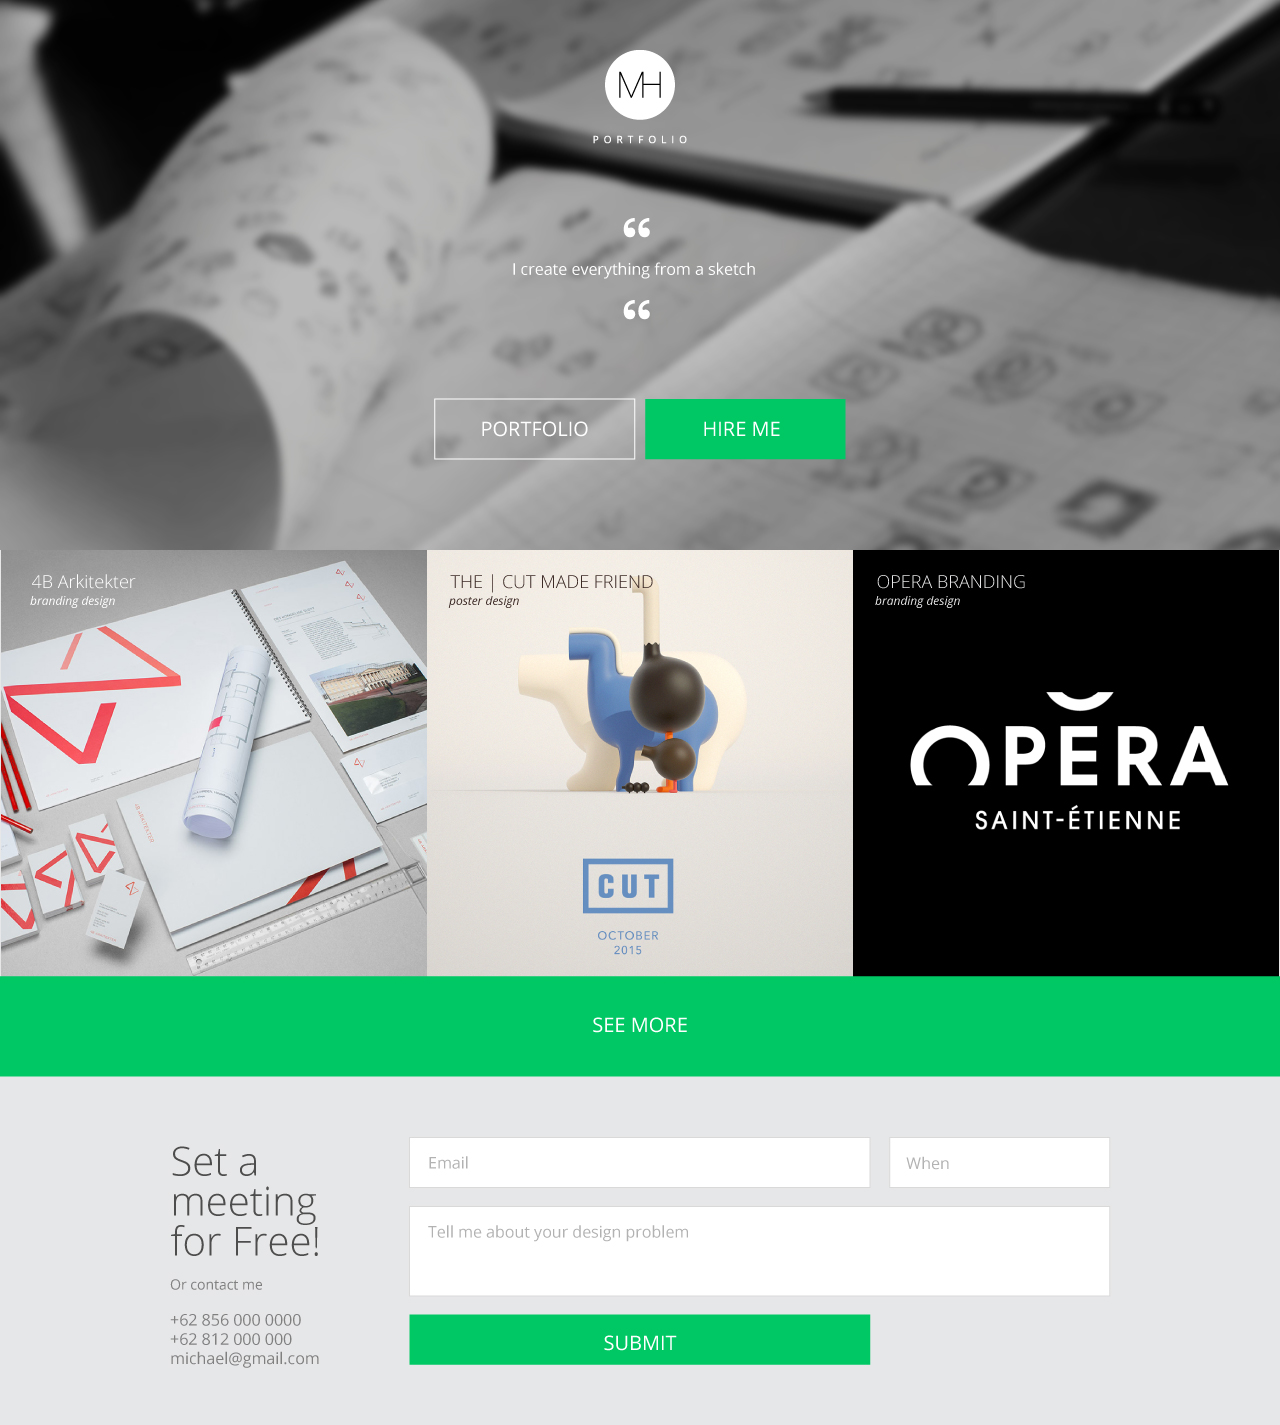 MH
PORTFOLIO
“
I create everything from a sketch
“
PORTFOLIO
HIRE ME
4B Arkitekter
branding design
THE | CUT MADE FRIEND
poster design
CUT
OCTOBER
2015
OPERA BRANDING
branding design
OPĔRA
SAINT-ÉTIENNE
SEE MORE
Set a
meeting
for Free!
Or contact me
+62 856 000 0000
+62 812 000 000
michael@gmail.com
Email
When
Tell me about your design problem
SUBMIT